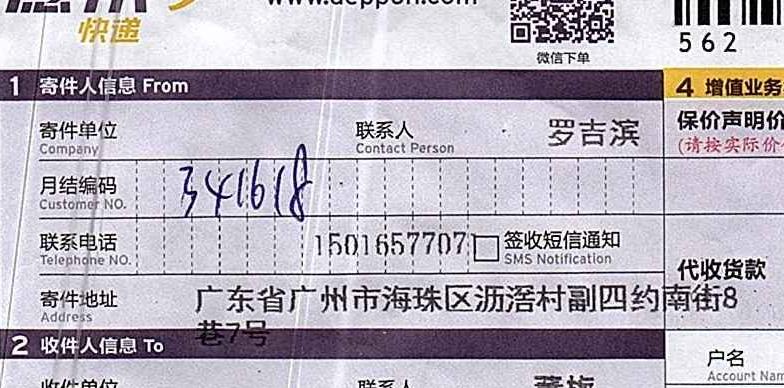 快递
www.deppon.com
微信下单
562
1 寄件人信息 From
4 增值业务
寄件单位
Company
联系人
Contact Person
罗吉滨
保价声明价
(请按实际价
月结编码
Customer NO.
341618
联系电话
Telephone NO.
1501657707
签收短信通知
SMS Notification
代收货款
寄件地址
Address
广东省广州市海珠区沥滘村副四约南街8
巷7号
2 收件人信息 To
户名
Account Nam
收件单位
联系人